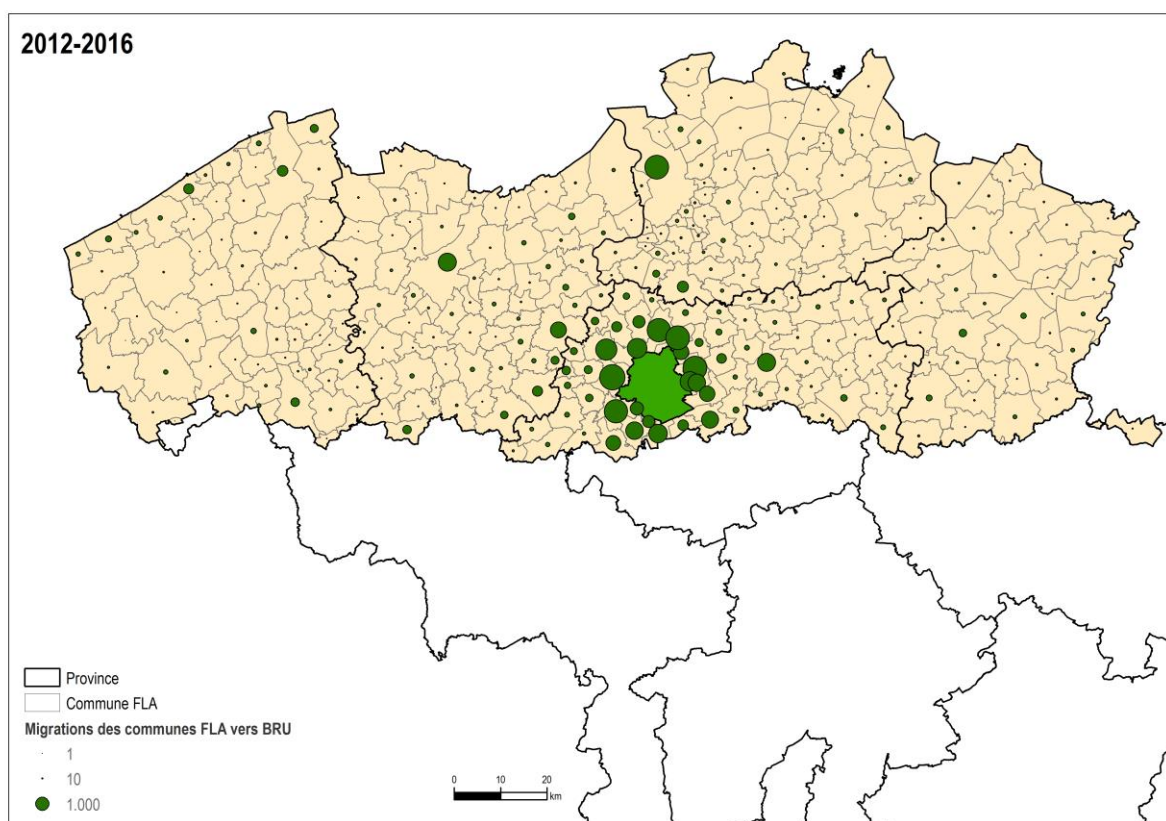 2012-2016
Province
Commune FLA
Migrations des communes FLA vers BRU
1
10
1.000
0 10 20
km